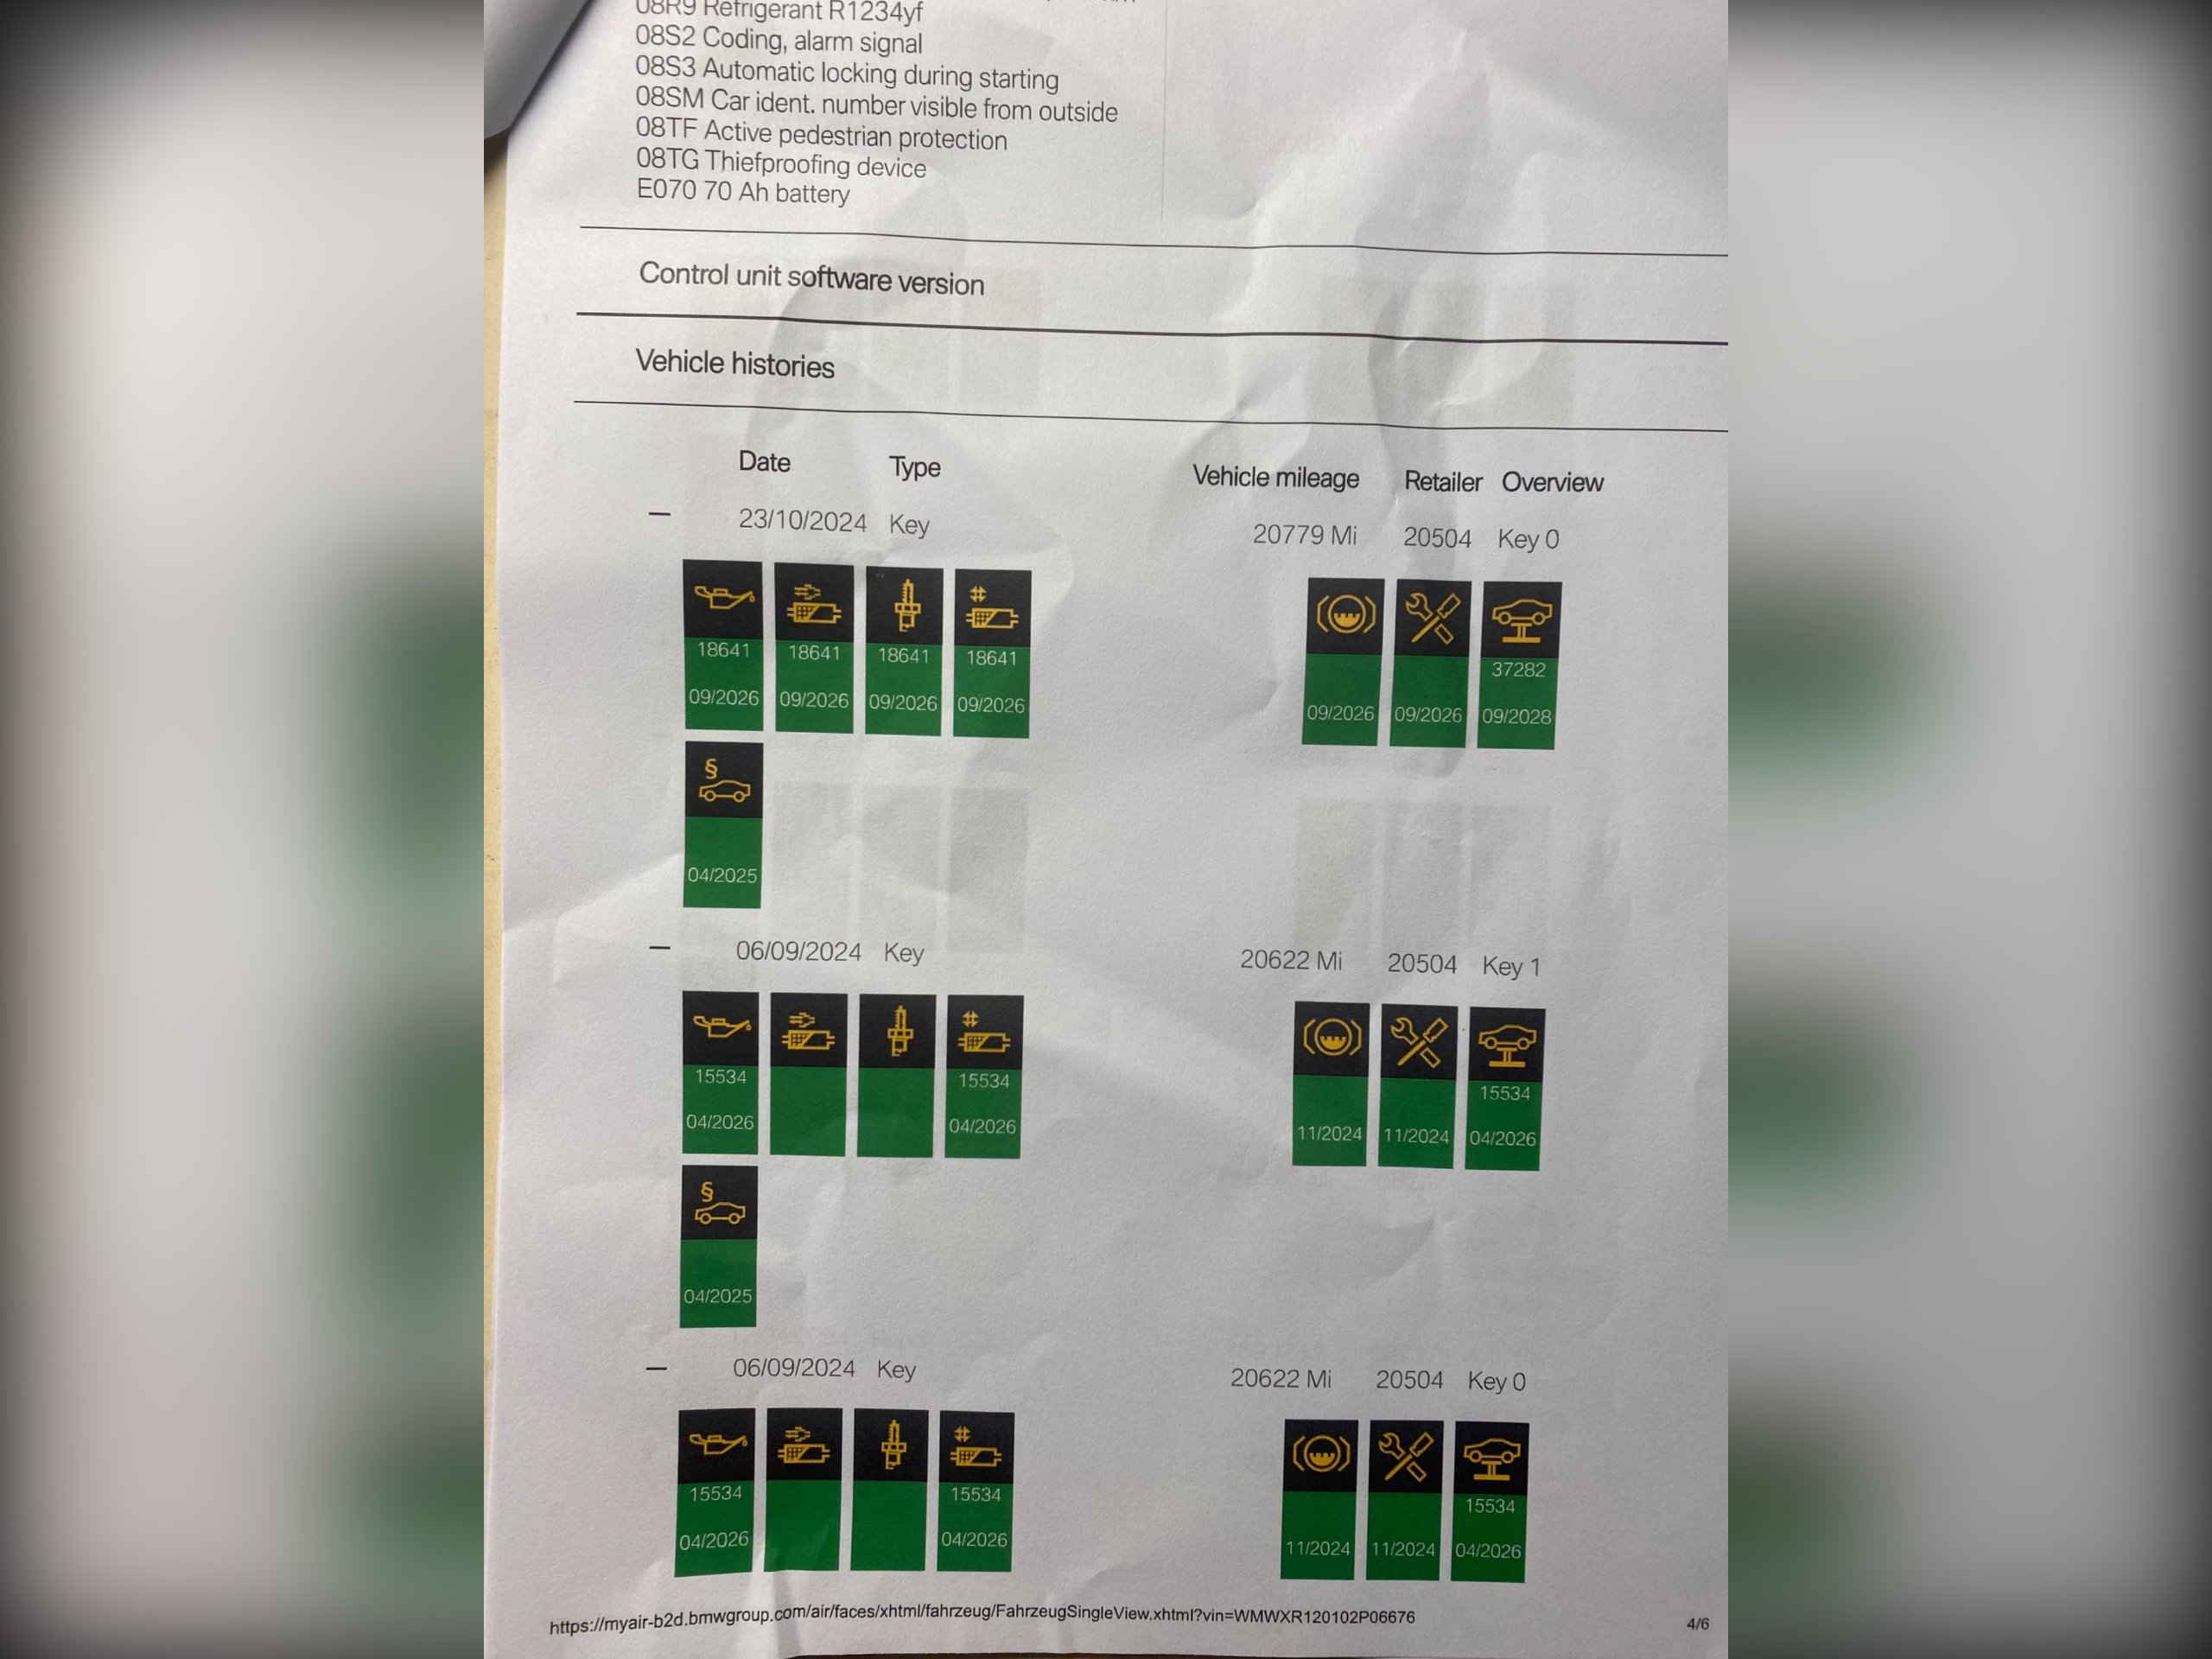 08R9 Refrigerant R1234yf
08S2 Coding, alarm signal
08S3 Automatic locking during starting
08SM Car ident. number visible from outside
08TF Active pedestrian protection
08TG Thiefproofing device
E070 70 Ah battery
Control unit software version
Vehicle histories
Date Type Vehicle mileage Retailer Overview
— 23/10/2024 Key 20779 Mi 20504 Key 0
18641 18641 18641 18641 37282
09/2026 09/2026 09/2026 09/2026 09/2026 09/2026 09/2028
§
04/2025
— 06/09/2024 Key 20622 Mi 20504 Key 1
15534 15534 15534
04/2026 04/2026 11/2024 11/2024 04/2026
§
04/2025
— 06/09/2024 Key 20622 Mi 20504 Key 0
15534 15534 15534
04/2026 04/2026 11/2024 11/2024 04/2026
https://myair-b2d.bmwgroup.com/air/faces/xhtml/fahrzeug/FahrzeugSingleView.xhtml?vin=WMWXR120102P06676 4/6